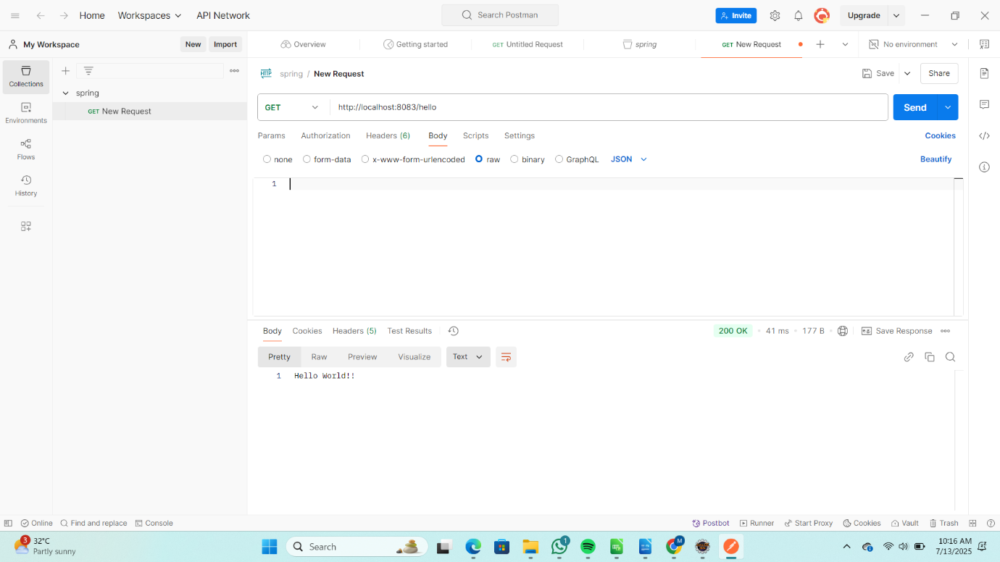 Home
Workspaces
API Network
Search Postman
Invite
Upgrade
My Workspace
New
Import
Overview
Getting started
GET Untitled Request
spring
GET New Request
No environment
Collections
Environments
Flows
History
spring
GET New Request
HTTP
spring / New Request
Save
Share
GET
http://localhost:8083/hello
Send
Params
Authorization
Headers (6)
Body
Scripts
Settings
Cookies
none
form-data
x-www-form-urlencoded
raw
binary
GraphQL
JSON
Beautify
1
Body
Cookies
Headers (5)
Test Results
200 OK
41 ms
177 B
Save Response
Pretty
Raw
Preview
Visualize
Text
1 Hello World!!
Online
Find and replace
Console
Postbot
Runner
Start Proxy
Cookies
Vault
Trash
3
32°C
Partly sunny
Search
1
M
10:16 AM
7/13/2025